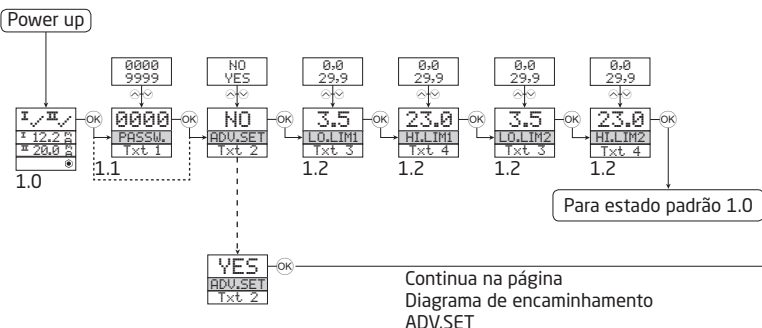 Power up
0000
9999
NO
YES
0,0
29,9
0,0
29,9
0,0
29,9
0,0
29,9
I II
I 12.2
II 20.0
OK
0000
PASSW.
Txt 1
OK
NO
ADV.SET
Txt 2
OK
3.5
LO.LIM1
Txt 3
OK
23.0
HI.LIM1
Txt 4
OK
3.5
LO.LIM2
Txt 3
OK
23.0
HI.LIM2
Txt 4
OK
1.0
1.1
1.2
1.2
1.2
1.2
Para estado padrão 1.0
YES
ADV.SET
Txt 2
OK
Continua na página
Diagrama de encaminhamento
ADV.SET